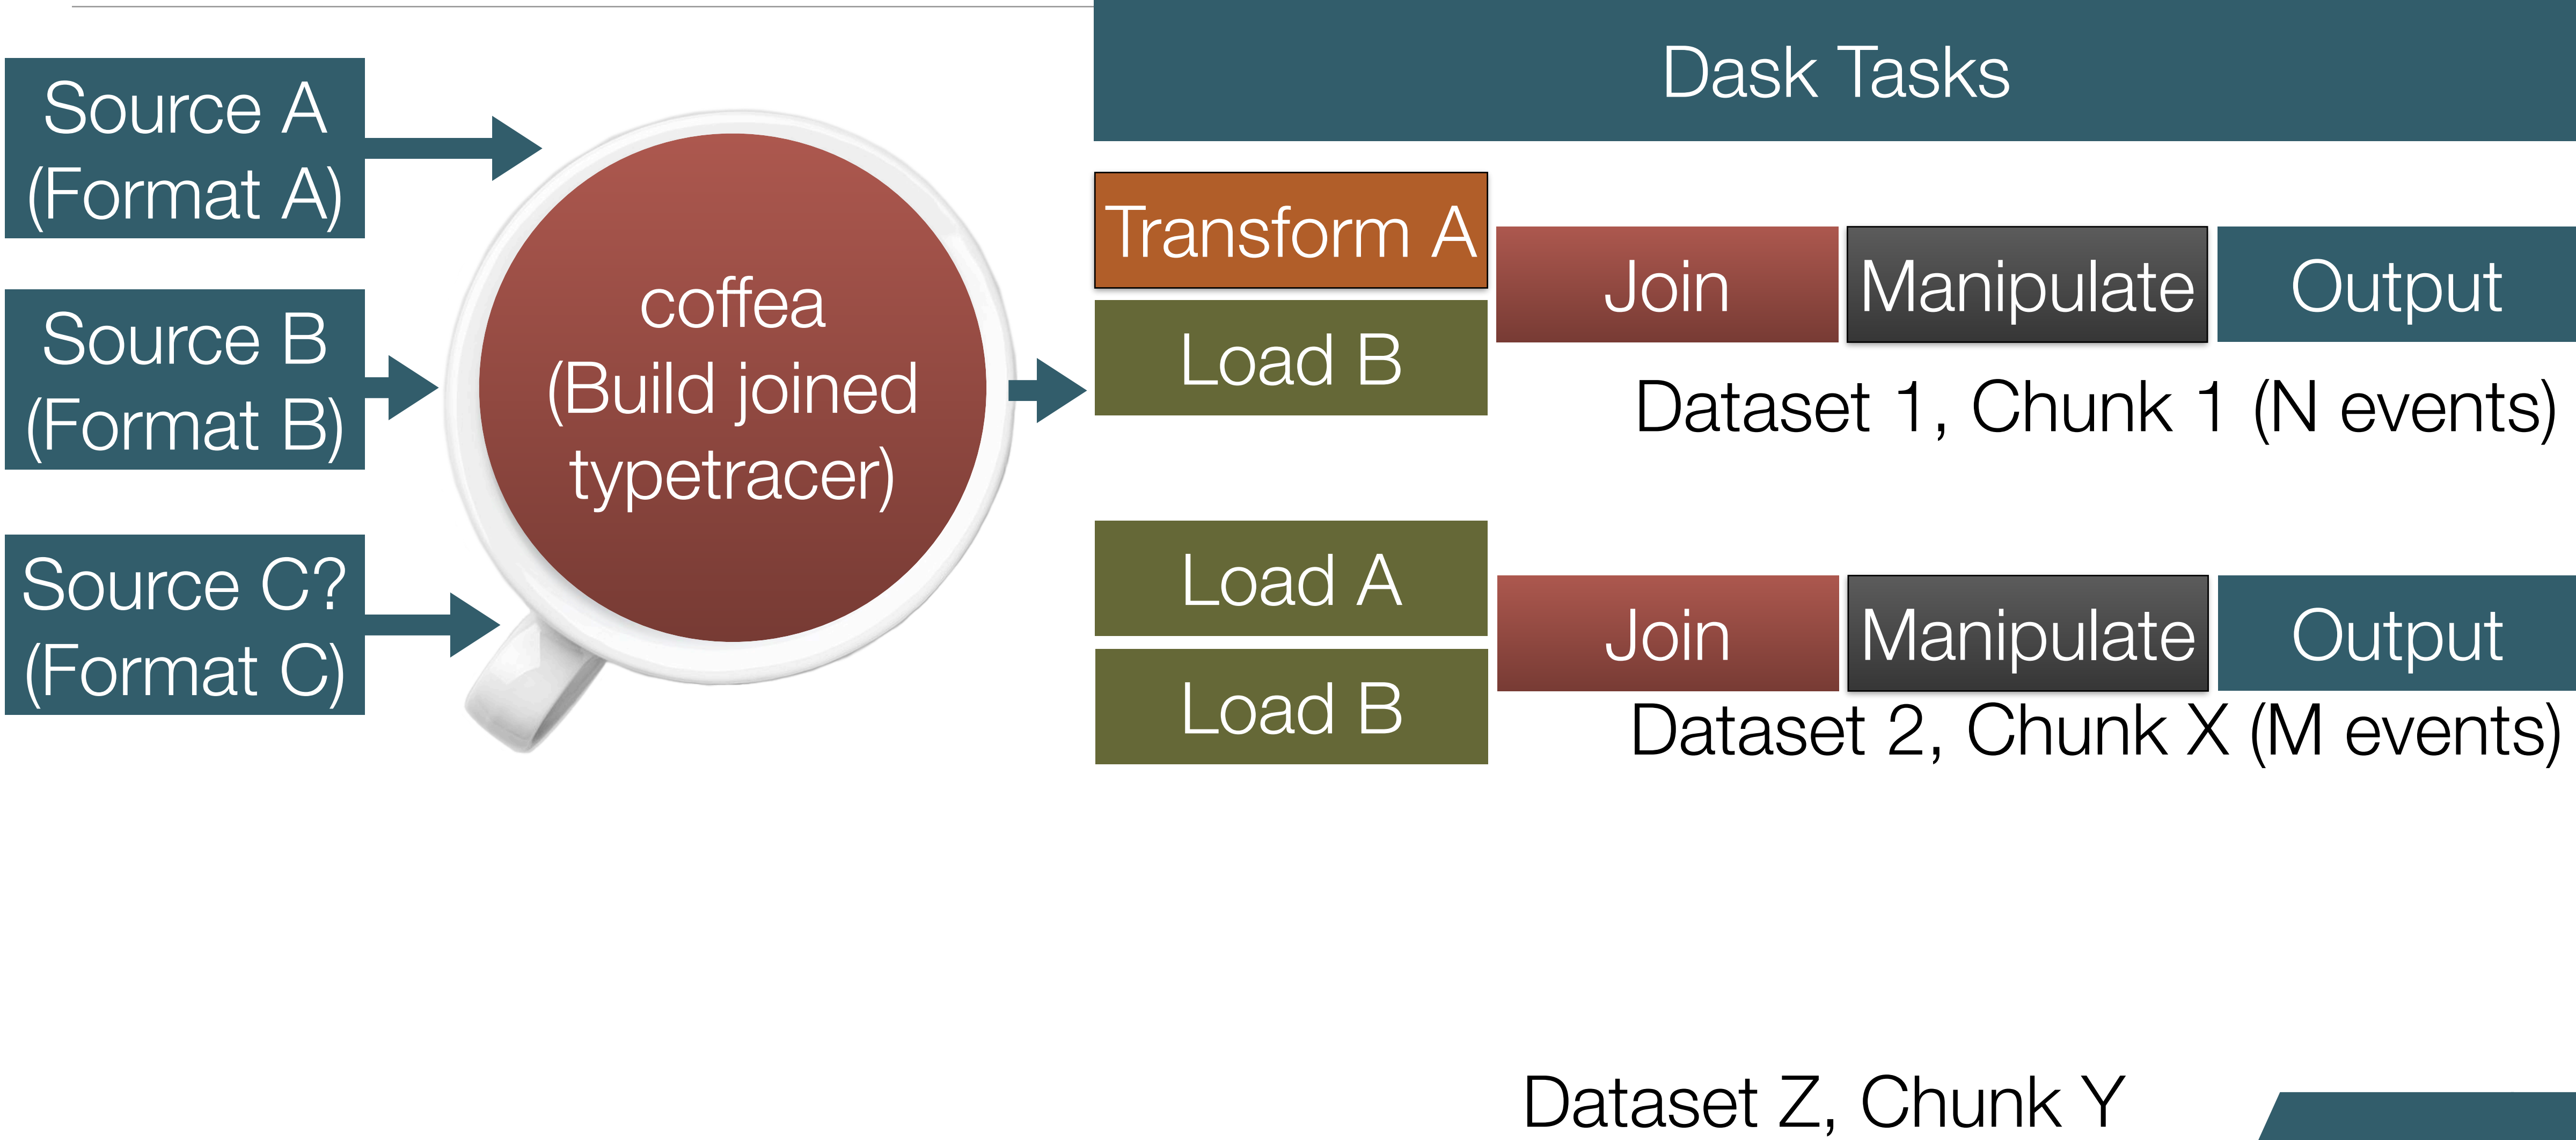 Dask Tasks
Source A
(Format A)
Source B
(Format B)
Source C?
(Format C)
coffea
(Build joined
typetracer)
Transform A
Load B
Join
Manipulate
Output
Dataset 1, Chunk 1 (N events)
Load A
Load B
Join
Manipulate
Output
Dataset 2, Chunk X (M events)
Dataset Z, Chunk Y